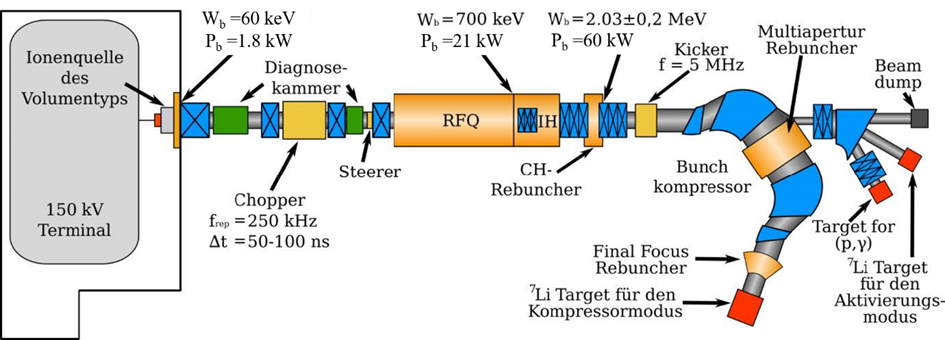 Ionenquelle
des
Volumentyps
150 kV
Terminal
W_b=60 keV
P_b=1.8 kW
Diagnose-
kammer
Chopper
f_rep=250 kHz
Δt=50-100 ns
Steerer
W_b=700 keV
P_b=21 kW
RFQ
IH
W_b=2.03±0,2 MeV
P_b=60 kW
CH-
Rebuncher
Kicker
f = 5 MHz
Multiapertur
Rebuncher
Beam
dump
Bunch
kompressor
Target for
(p,γ)
⁷Li Target
für den
Aktivierungs-
modus
Final Focus
Rebuncher
⁷Li Target für den
Kompressormodus